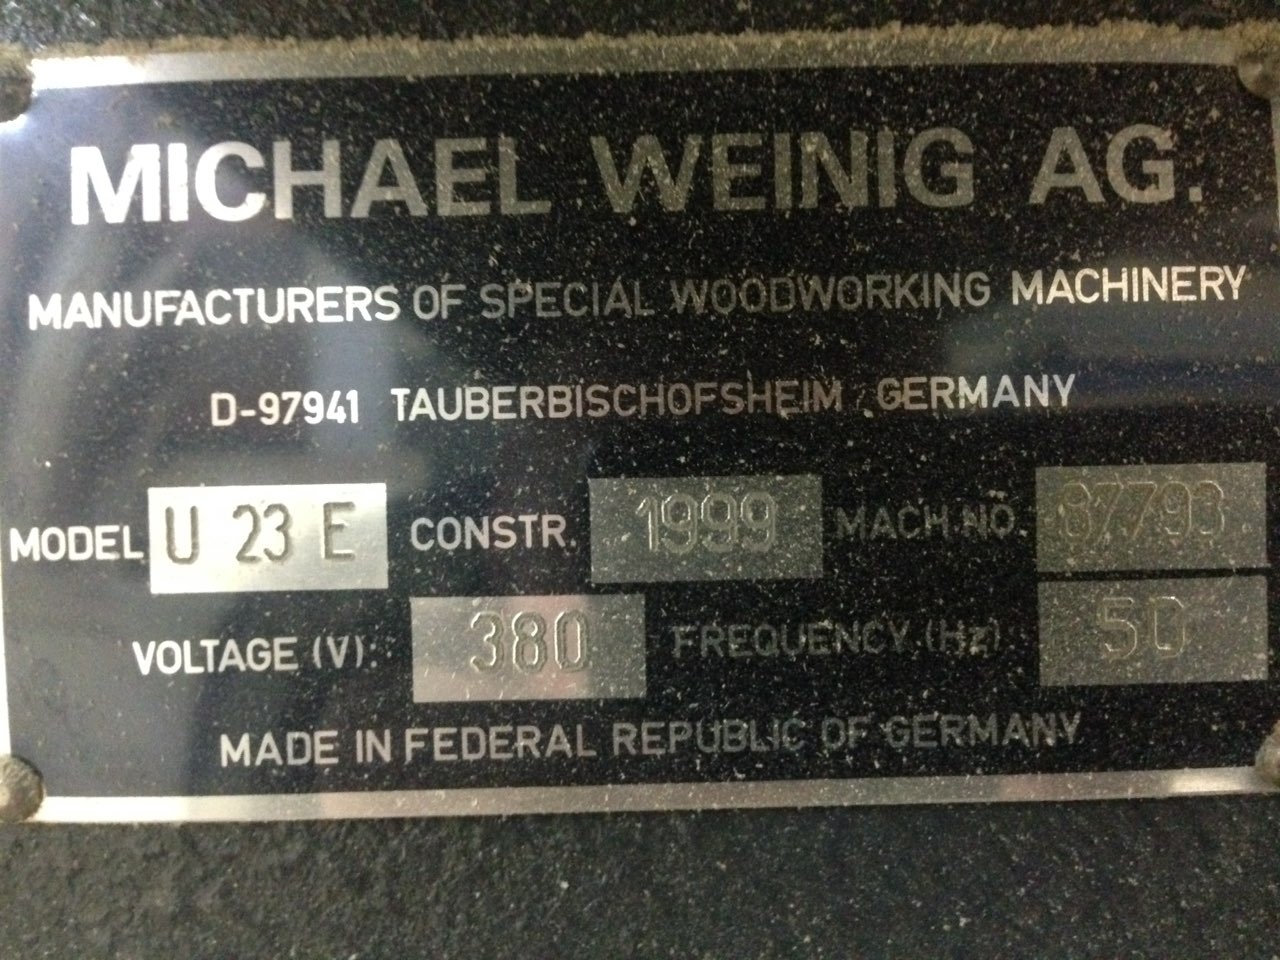 MICHAEL WEINIG AG.
MANUFACTURERS OF SPECIAL WOODWORKING MACHINERY
D-97941 TAUBERBISCHOFSHEIM / GERMANY
MODEL U 23 E CONSTR. 1999 MACH.NO. 87793
VOLTAGE (V): 380 FREQUENCY (Hz): 50
MADE IN FEDERAL REPUBLIC OF GERMANY